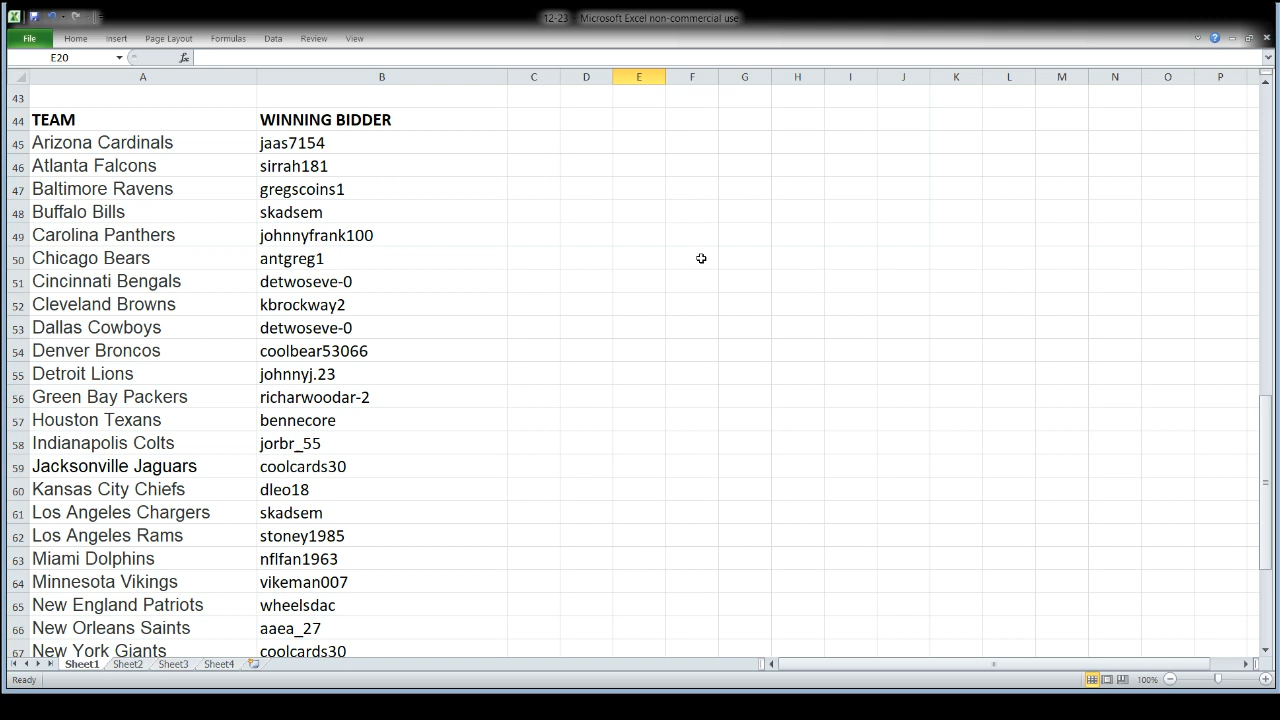 12-23 - Microsoft Excel non-commercial use
File Home Insert Page Layout Formulas Data Review View
E20 fx
A B C D E F G H I J K L M N O P
43
44 TEAM WINNING BIDDER
45 Arizona Cardinals jaas7154
46 Atlanta Falcons sirrah181
47 Baltimore Ravens gregscoins1
48 Buffalo Bills skadsem
49 Carolina Panthers johnnyfrank100
50 Chicago Bears antgreg1
51 Cincinnati Bengals detwoseve-0
52 Cleveland Browns kbrockway2
53 Dallas Cowboys detwoseve-0
54 Denver Broncos coolbear53066
55 Detroit Lions johnnyj.23
56 Green Bay Packers richarwoodar-2
57 Houston Texans bennecore
58 Indianapolis Colts jorbr_55
59 Jacksonville Jaguars coolcards30
60 Kansas City Chiefs dleo18
61 Los Angeles Chargers skadsem
62 Los Angeles Rams stoney1985
63 Miami Dolphins nflfan1963
64 Minnesota Vikings vikeman007
65 New England Patriots wheelsdac
66 New Orleans Saints aaea_27
67 New York Giants coolcards30
Sheet1 Sheet2 Sheet3 Sheet4
Ready 100%